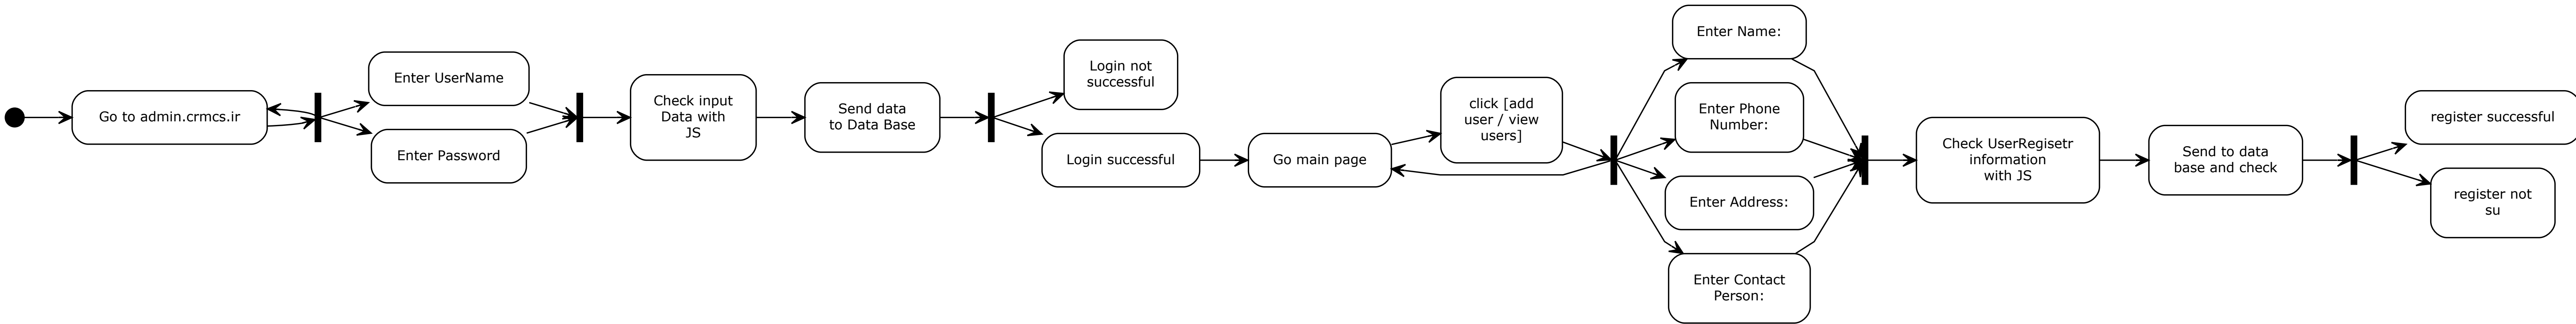 Go to admin.crmcs.ir
Enter UserName
Enter Password
Check input
Data with
JS
Send data
to Data Base
Login not
successful
Login successful
Go main page
click [add
user / view
users]
Enter Name:
Enter Phone
Number:
Enter Address:
Enter Contact
Person:
Check UserRegisetr
information
with JS
Send to data
base and check
register successful
register not
su